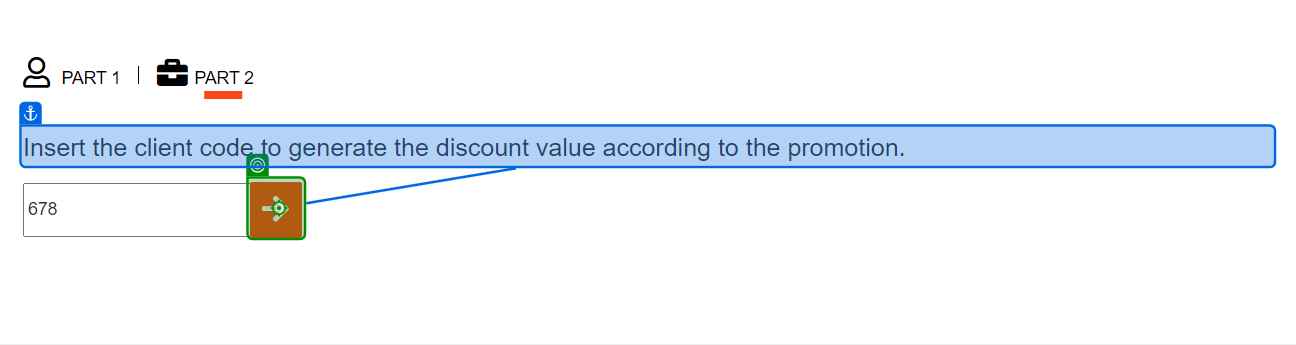 PART 1 | PART 2
Insert the client code to generate the discount value according to the promotion.
678